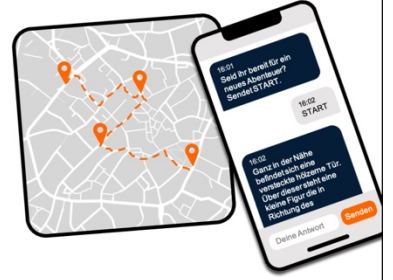 16:01
Seid ihr bereit für ein
neues Abenteuer?
Sendet START.
16:02
START
16:02
Ganz in der Nähe
befindet sich eine
versteckte hölzerne Tür.
Über dieser steht eine
kleine Figur die in
Richtung des
Deine Antwort
Senden